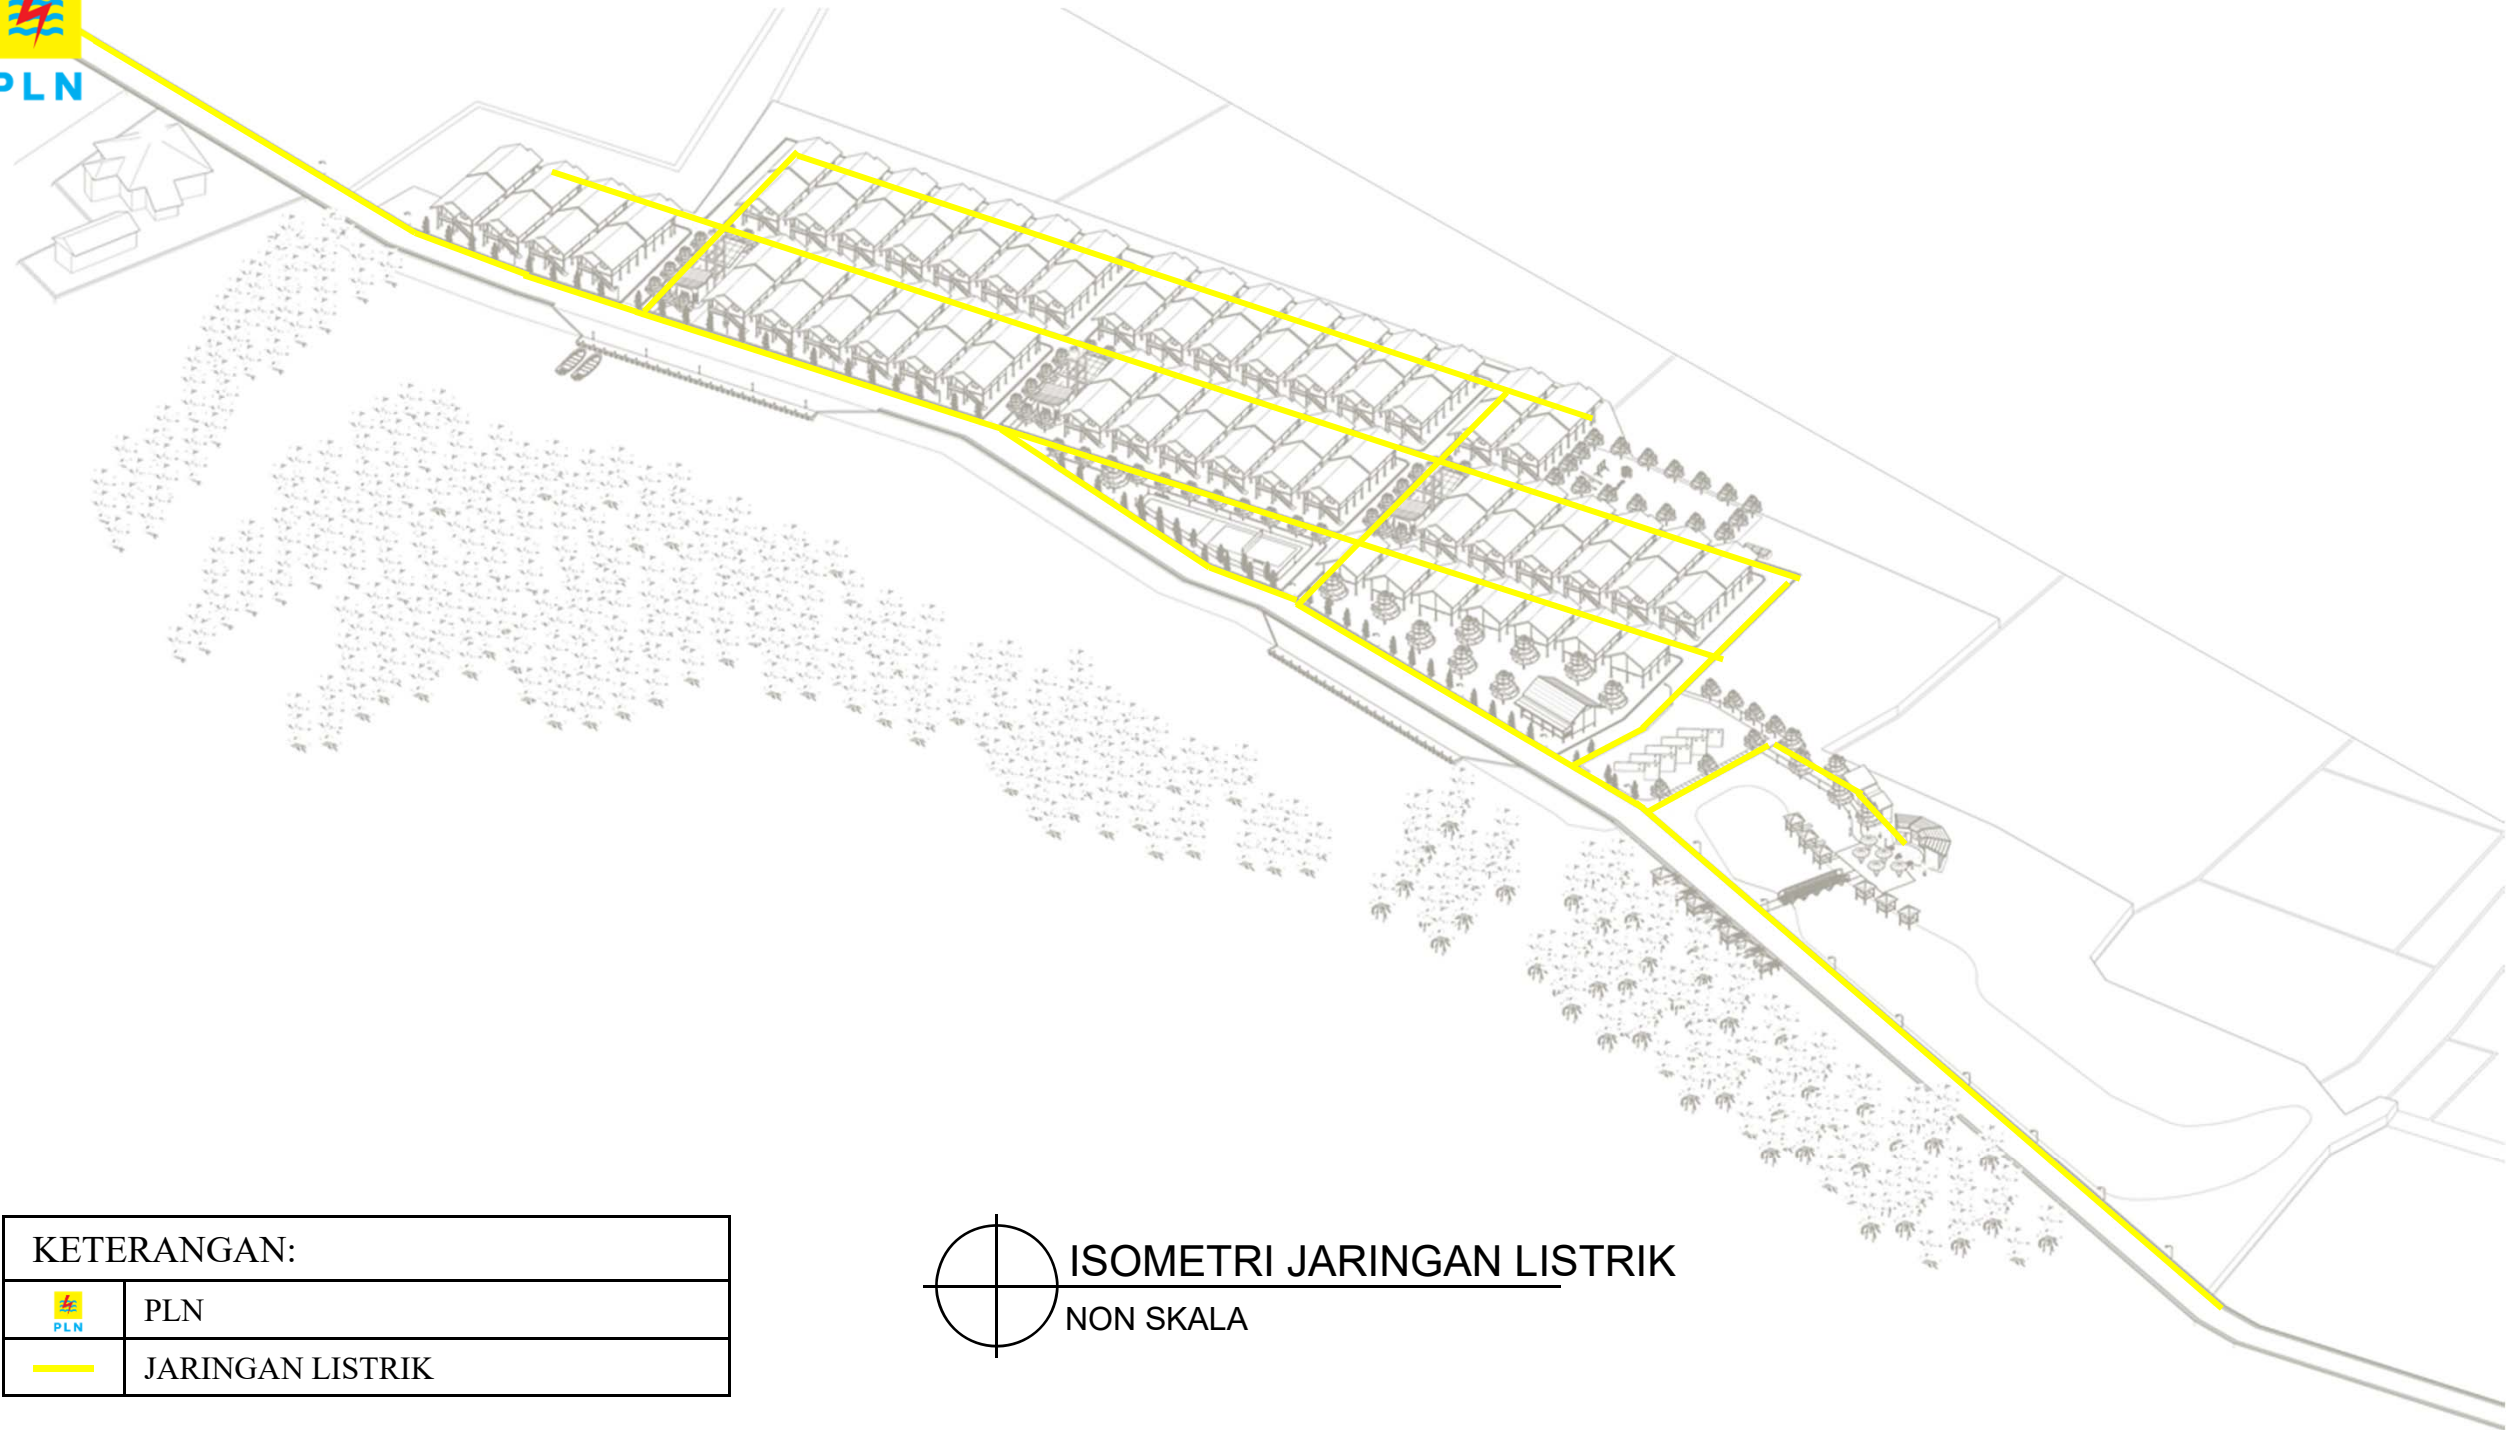 PLN
KETERANGAN:
PLN
PLN
JARINGAN LISTRIK
ISOMETRI JARINGAN LISTRIK
NON SKALA